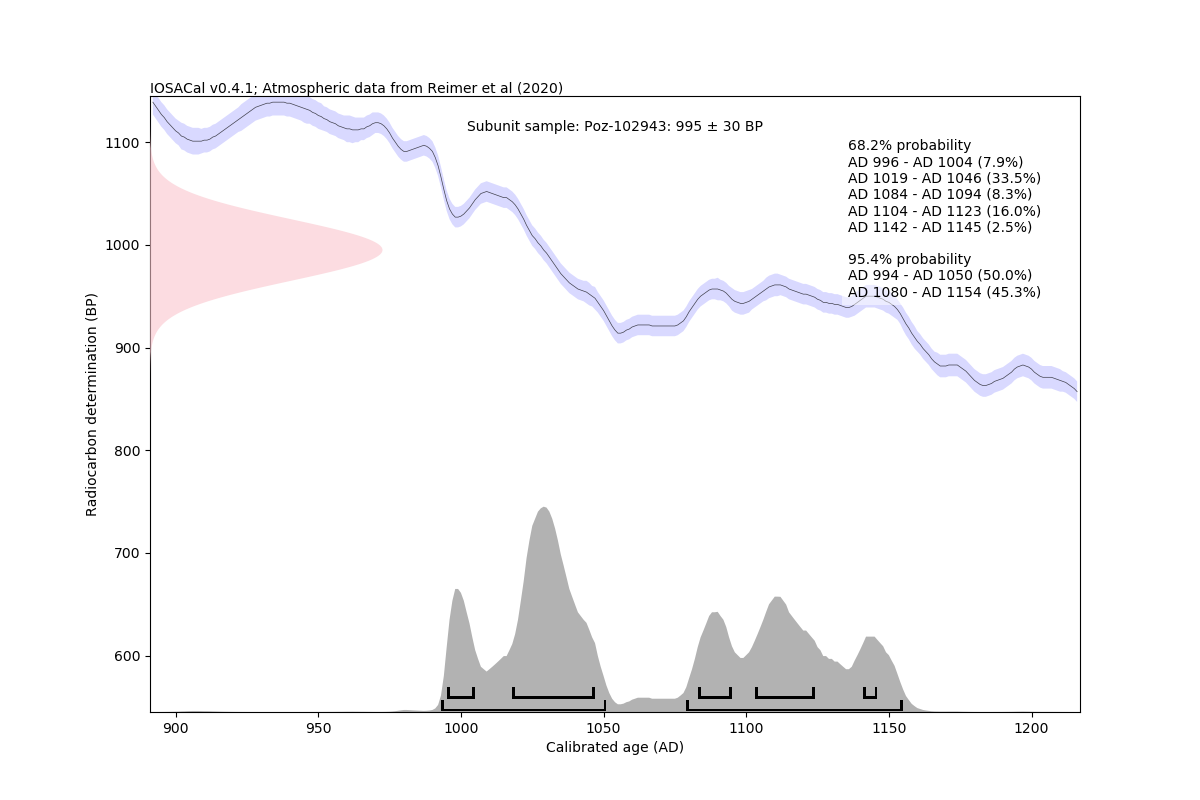 IOSACal v0.4.1; Atmospheric data from Reimer et al (2020)
Subunit sample: Poz-102943: 995 ± 30 BP
68.2% probability
AD 996 - AD 1004 (7.9%)
AD 1019 - AD 1046 (33.5%)
AD 1084 - AD 1094 (8.3%)
AD 1104 - AD 1123 (16.0%)
AD 1142 - AD 1145 (2.5%)
95.4% probability
AD 994 - AD 1050 (50.0%)
AD 1080 - AD 1154 (45.3%)
Radiocarbon determination (BP)
1100
1000
900
800
700
600
900 950 1000 1050 1100 1150 1200
Calibrated age (AD)